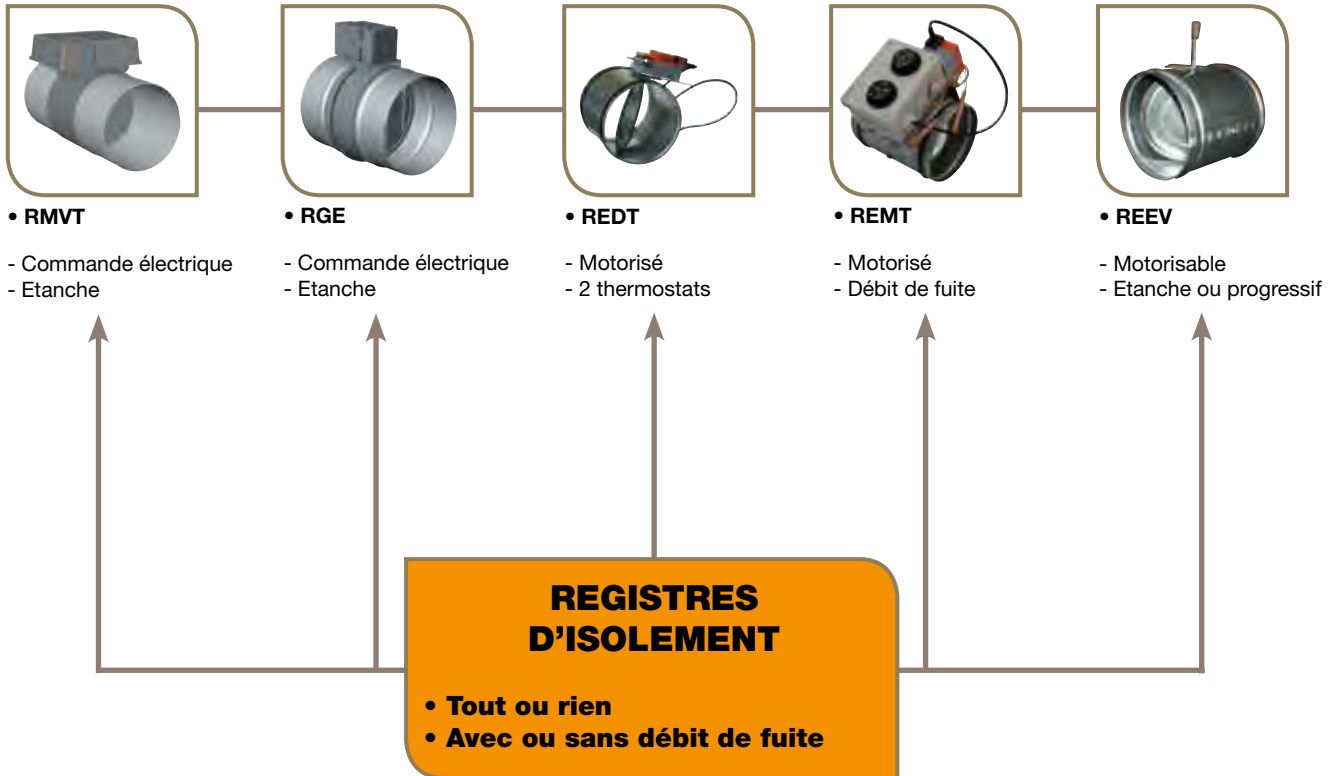 • RMVT
- Commande électrique
- Etanche
• RGE
- Commande électrique
- Etanche
• REDT
- Motorisé
- 2 thermostats
• REMT
- Motorisé
- Débit de fuite
• REEV
- Motorisable
- Etanche ou progressif
REGISTRES
D'ISOLEMENT
• Tout ou rien
• Avec ou sans débit de fuite